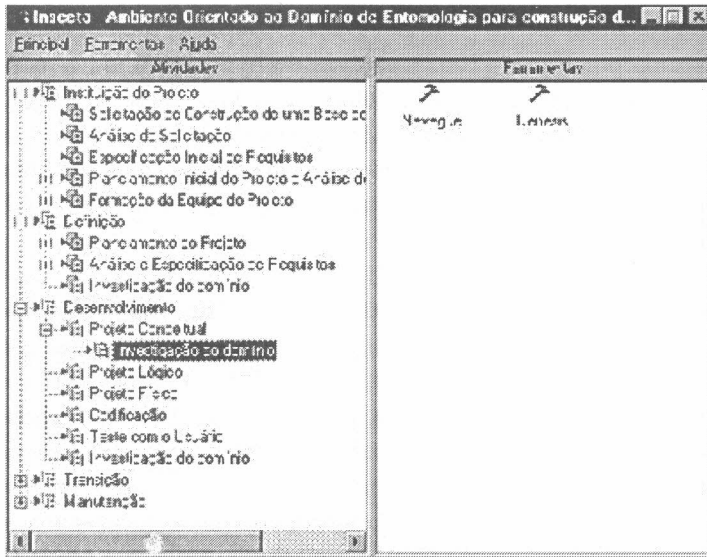 Insecta Ambiente Orientado ao Domínio de Entomologia para construção d...
Principal Ferramentas Ajuda
Atividades
Ferramentas
Instituição do Projeto
Solicitação de Construção de uma Base de
Análise da Solicitação
Especificação Inicial de Requisitos
Planejamento Inicial do Projeto e Análise de
Formação da Equipe do Projeto
Definição
Planejamento do Projeto
Análise e Especificação de Requisitos
Investigação do domínio
Desenvolvimento
Projeto Conceitual
Investigação do domínio
Projeto Lógico
Projeto Físico
Codificação
Teste com o Usuário
Investigação do domínio
Transição
Manutenção